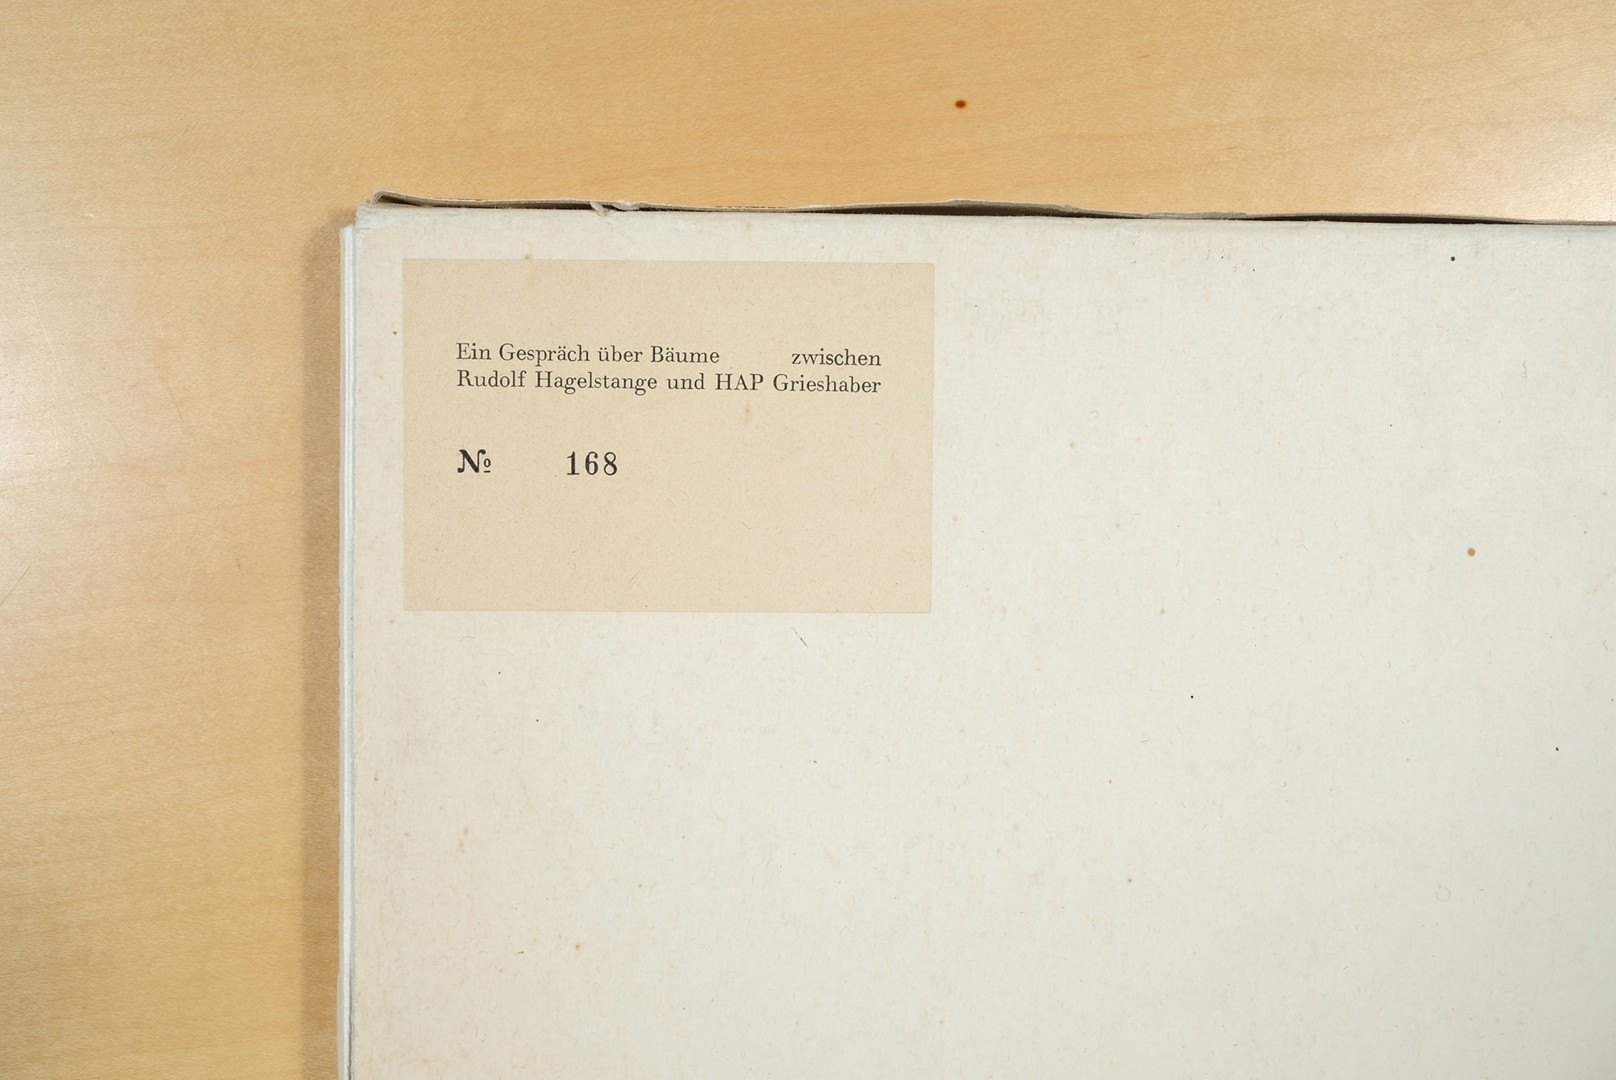 Ein Gespräch über Bäume zwischen
Rudolf Hagelstange und HAP Grieshaber
№ 168